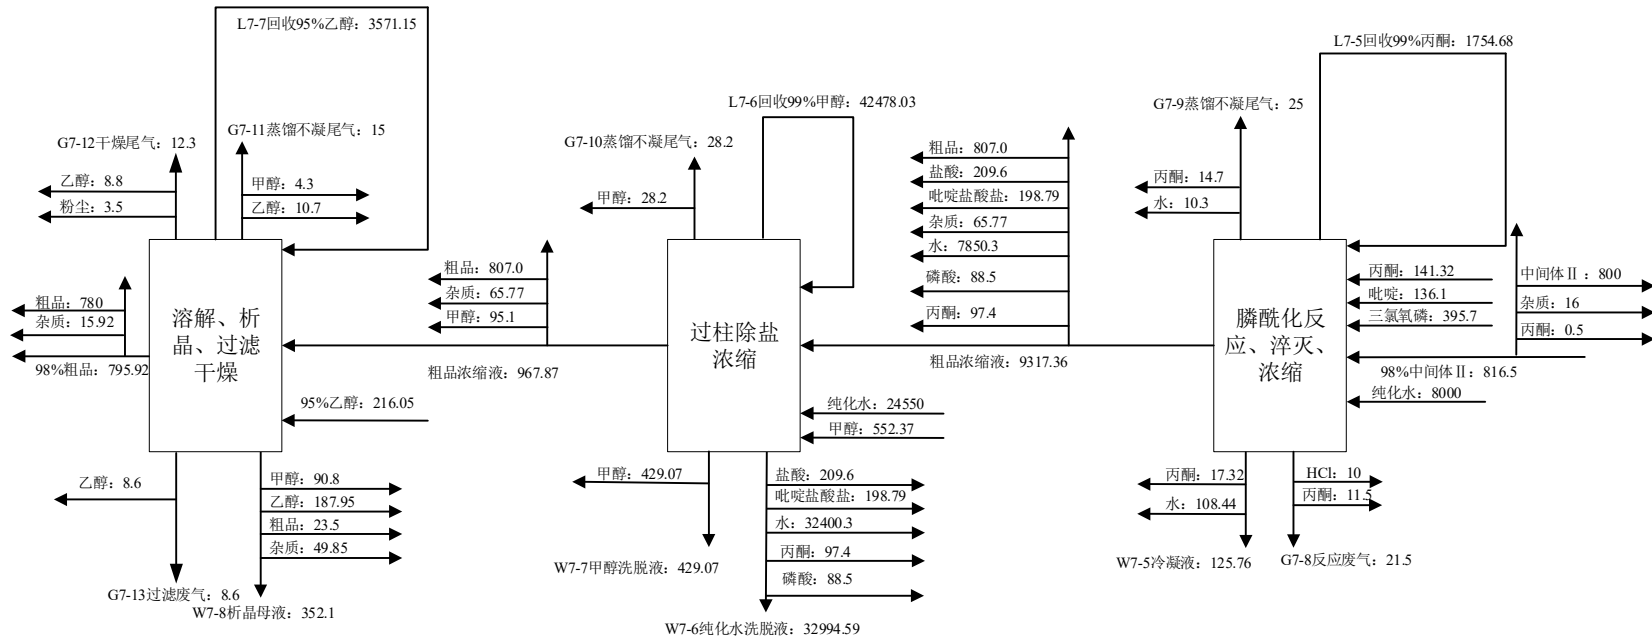 L7-7回收95%乙醇：3571.15
G7-12干燥尾气：12.3
G7-11蒸馏不凝尾气：15
乙醇：8.8
粉尘：3.5
甲醇：4.3
乙醇：10.7
粗品：780
杂质：15.92
98%粗品：795.92
溶解、析
晶、过滤
干燥
95%乙醇：216.05
乙醇：8.6
甲醇：90.8
乙醇：187.95
粗品：23.5
杂质：49.85
G7-13过滤废气：8.6
W7-8析晶母液：352.1
粗品：807.0
杂质：65.77
甲醇：95.1
粗品浓缩液：967.87
L7-6回收99%甲醇：42478.03
G7-10蒸馏不凝尾气：28.2
甲醇：28.2
过柱除盐
浓缩
纯化水：24550
甲醇：552.37
甲醇：429.07
W7-7甲醇洗脱液：429.07
盐酸：209.6
吡啶盐酸盐：198.79
水：32400.3
丙酮：97.4
磷酸：88.5
W7-6纯化水洗脱液：32994.59
粗品：807.0
盐酸：209.6
吡啶盐酸盐：198.79
杂质：65.77
水：7850.3
磷酸：88.5
丙酮：97.4
粗品浓缩液：9317.36
L7-5回收99%丙酮：1754.68
G7-9蒸馏不凝尾气：25
丙酮：14.7
水：10.3
膦酰化反
应、淬灭、
浓缩
丙酮：141.32
吡啶：136.1
三氯氧磷：395.7
中间体Ⅱ：800
杂质：16
丙酮：0.5
98%中间体Ⅱ：816.5
纯化水：8000
丙酮：17.32
水：108.44
W7-5冷凝液：125.76
HCl：10
丙酮：11.5
G7-8反应废气：21.5